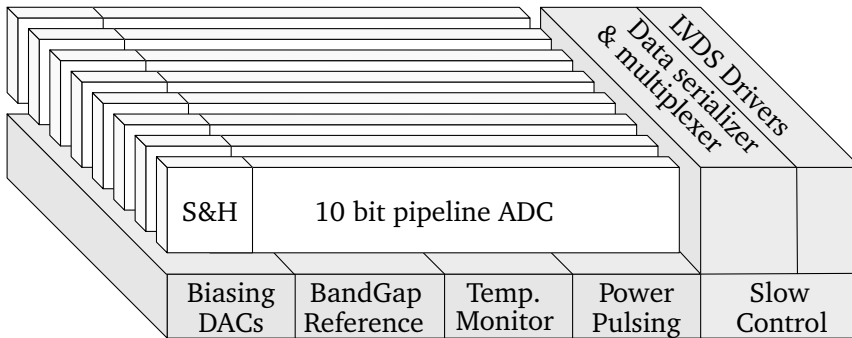 LVDS Drivers
Data serializer
& multiplexer
S&H
10 bit pipeline ADC
Biasing
DACs
BandGap
Reference
Temp.
Monitor
Power
Pulsing
Slow
Control